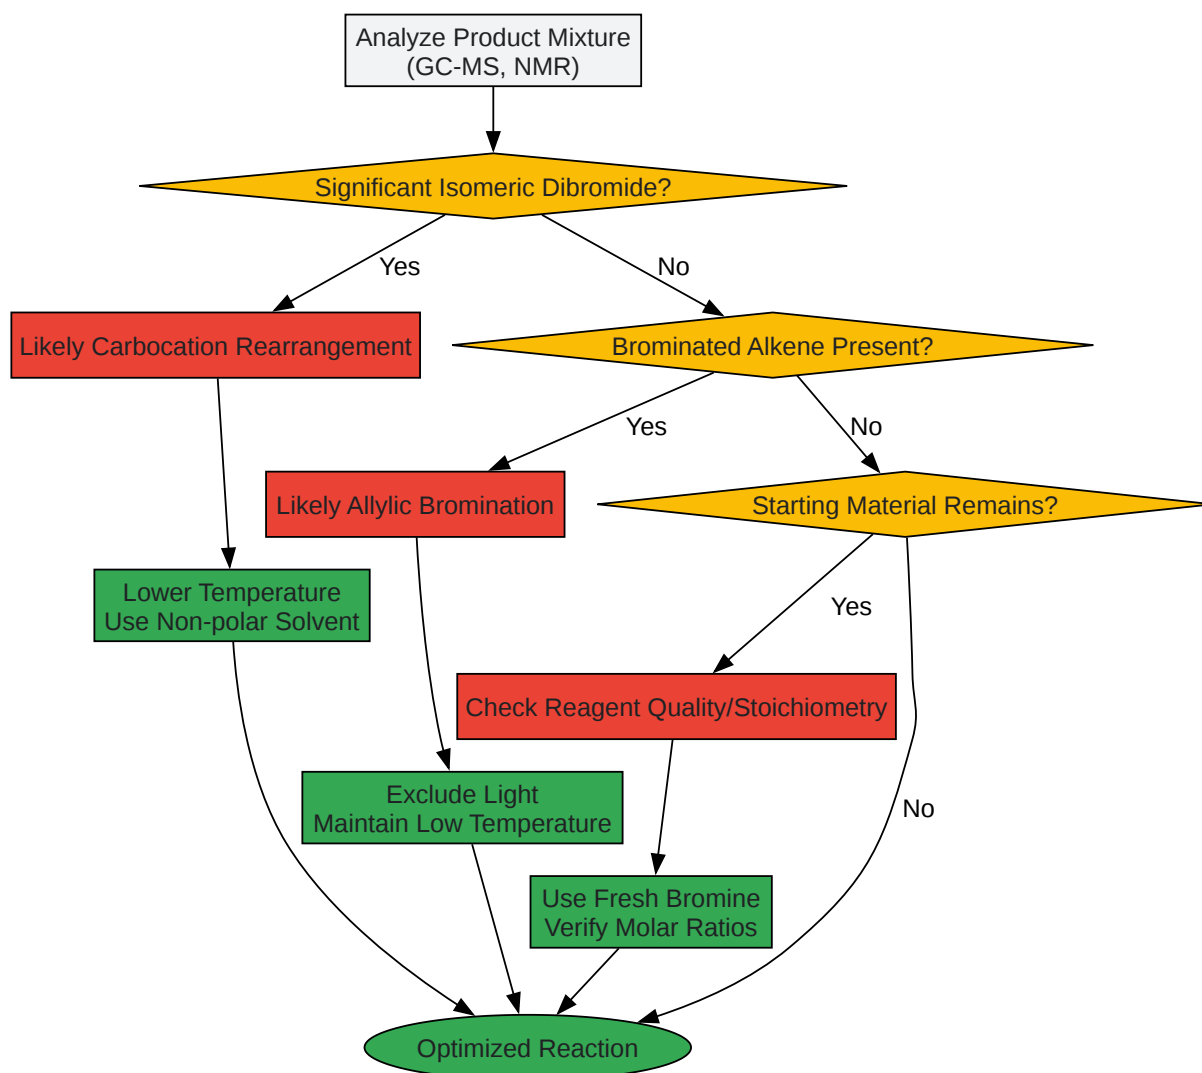 Analyze Product Mixture
(GC-MS, NMR)
Significant Isomeric Dibromide?
Yes
No
Likely Carbocation Rearrangement
Brominated Alkene Present?
Yes
No
Likely Allylic Bromination
Starting Material Remains?
Lower Temperature
Use Non-polar Solvent
Yes
Check Reagent Quality/Stoichiometry
Exclude Light
Maintain Low Temperature
No
Use Fresh Bromine
Verify Molar Ratios
Optimized Reaction